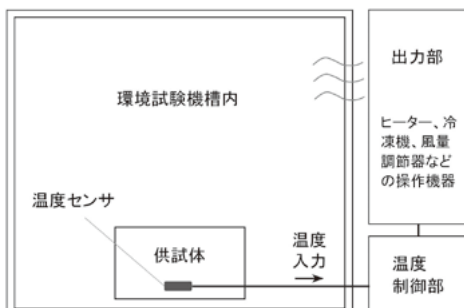 出力部
環境試験機槽内
ヒーター、冷
凍機、風量
調節器など
の操作機器
温度センサ
供試体
温度
入力
温度
制御部